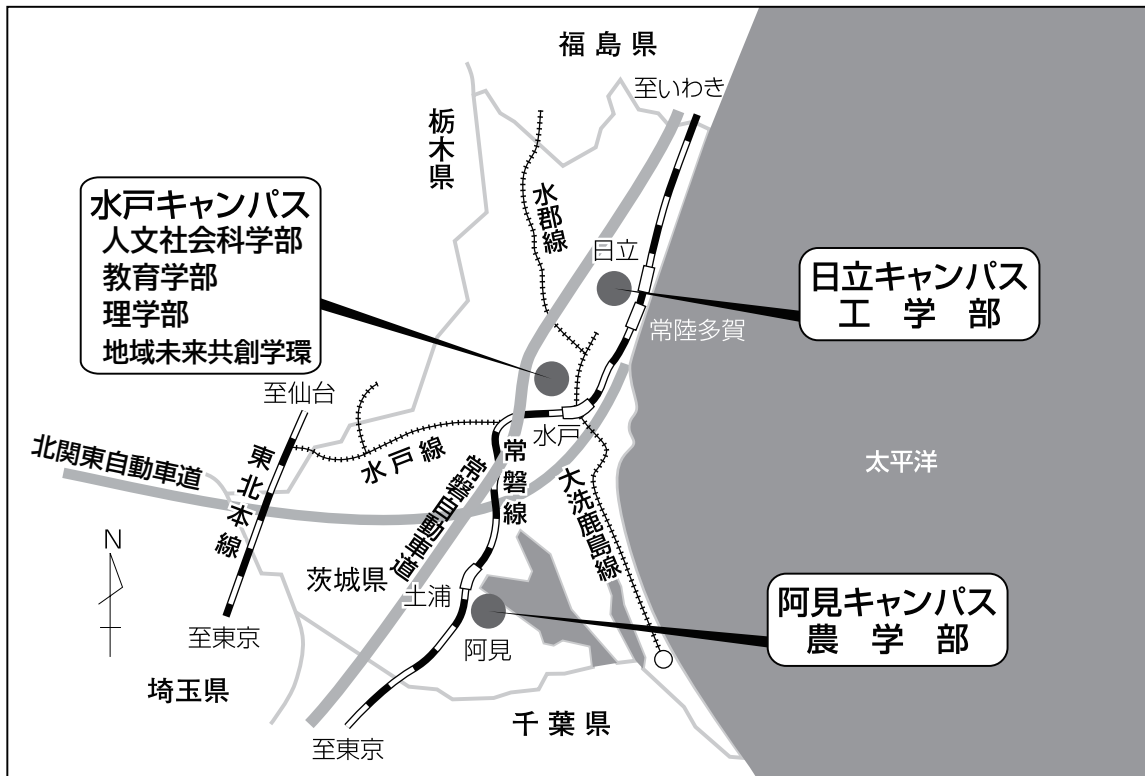 福島県
至いわき
栃木県
水戸キャンパス
人文社会科学部
教育学部
理学部
地域未来共創学環
水郡線
日立
日立キャンパス
工学部
常陸多賀
至仙台
水戸
北関東自動車道
水戸線
常磐線
太平洋
東北本線
常磐自動車道
大洗鹿島線
N
茨城県
土浦
阿見キャンパス
農学部
至東京
阿見
埼玉県
千葉県
至東京